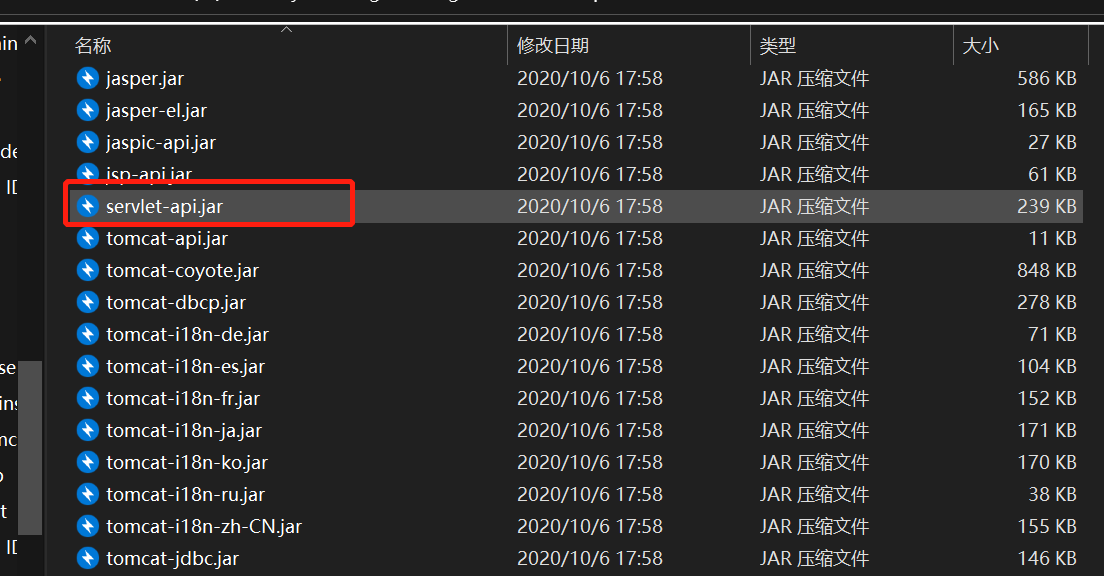 名称 修改日期 类型 大小
jasper.jar 2020/10/6 17:58 JAR 压缩文件 586 KB
jasper-el.jar 2020/10/6 17:58 JAR 压缩文件 165 KB
jaspic-api.jar 2020/10/6 17:58 JAR 压缩文件 27 KB
jsp-api.jar 2020/10/6 17:58 JAR 压缩文件 61 KB
servlet-api.jar 2020/10/6 17:58 JAR 压缩文件 239 KB
tomcat-api.jar 2020/10/6 17:58 JAR 压缩文件 11 KB
tomcat-coyote.jar 2020/10/6 17:58 JAR 压缩文件 848 KB
tomcat-dbcp.jar 2020/10/6 17:58 JAR 压缩文件 278 KB
tomcat-i18n-de.jar 2020/10/6 17:58 JAR 压缩文件 71 KB
tomcat-i18n-es.jar 2020/10/6 17:58 JAR 压缩文件 104 KB
tomcat-i18n-fr.jar 2020/10/6 17:58 JAR 压缩文件 152 KB
tomcat-i18n-ja.jar 2020/10/6 17:58 JAR 压缩文件 171 KB
tomcat-i18n-ko.jar 2020/10/6 17:58 JAR 压缩文件 170 KB
tomcat-i18n-ru.jar 2020/10/6 17:58 JAR 压缩文件 38 KB
tomcat-i18n-zh-CN.jar 2020/10/6 17:58 JAR 压缩文件 155 KB
tomcat-jdbc.jar 2020/10/6 17:58 JAR 压缩文件 146 KB